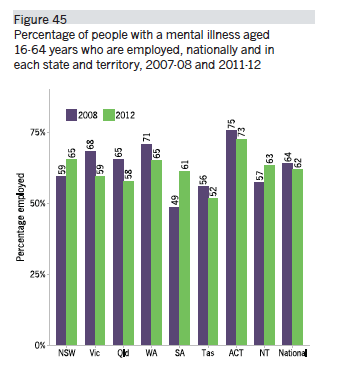 Figure 45
Percentage of people with a mental illness aged
16-64 years who are employed, nationally and in
each state and territory, 2007-08 and 2011-12
2008 2012
Percentage employed
75%
50%
25%
0%
59 65 68 59 65 58 71 65 49 61 56 52 75 73 57 63 64 62
NSW Vic Qld WA SA Tas ACT NT National